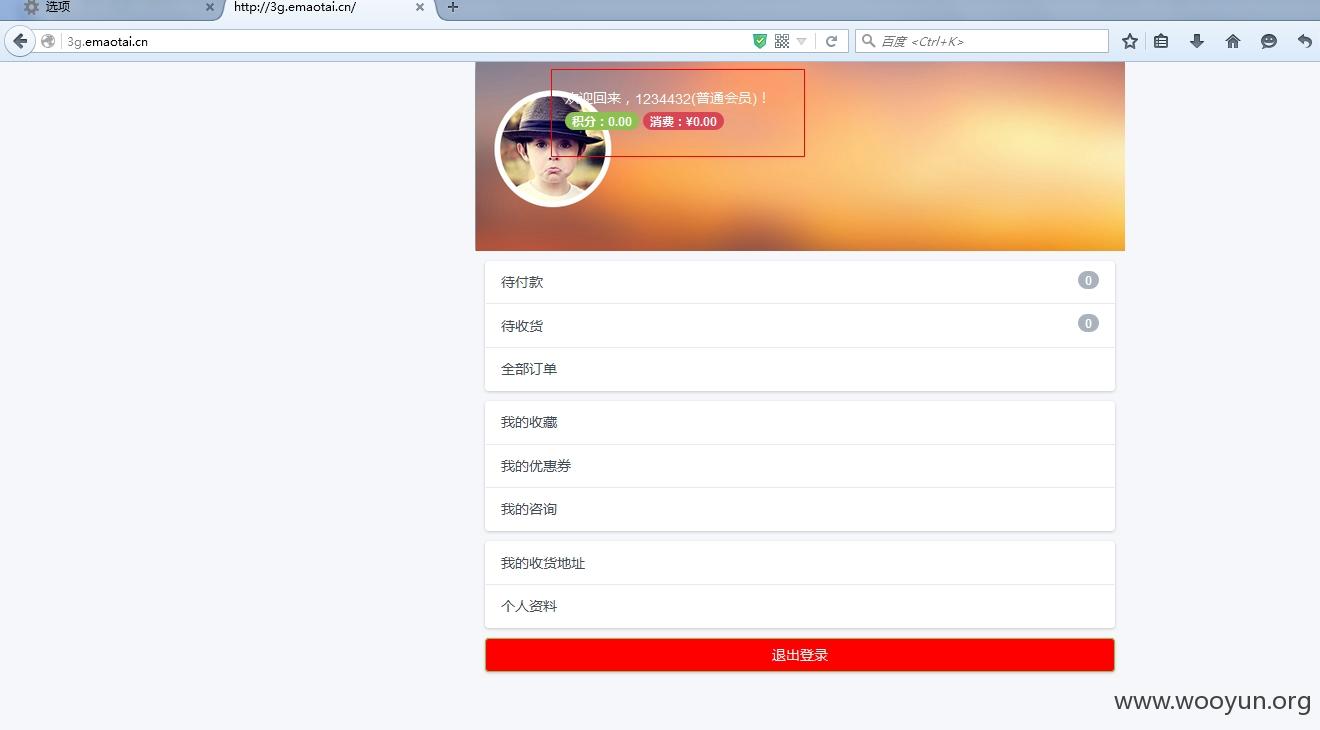 选项
http://3g.emaotai.cn/
3g.emaotai.cn
百度 <Ctrl+K>
欢迎回来，1234432(普通会员)！
积分：0.00 消费：¥0.00
待付款 0
待收货 0
全部订单
我的收藏
我的优惠券
我的咨询
我的收货地址
个人资料
退出登录
www.wooyun.org